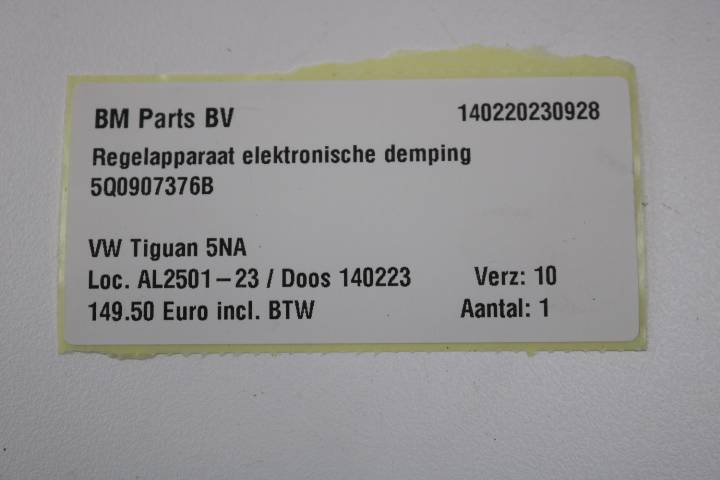 BM Parts BV 140220230928
Regelapparaat elektronische demping
5Q0907376B
VW Tiguan 5NA
Loc. AL2501-23 / Doos 140223 Verz: 10
149.50 Euro incl. BTW Aantal: 1